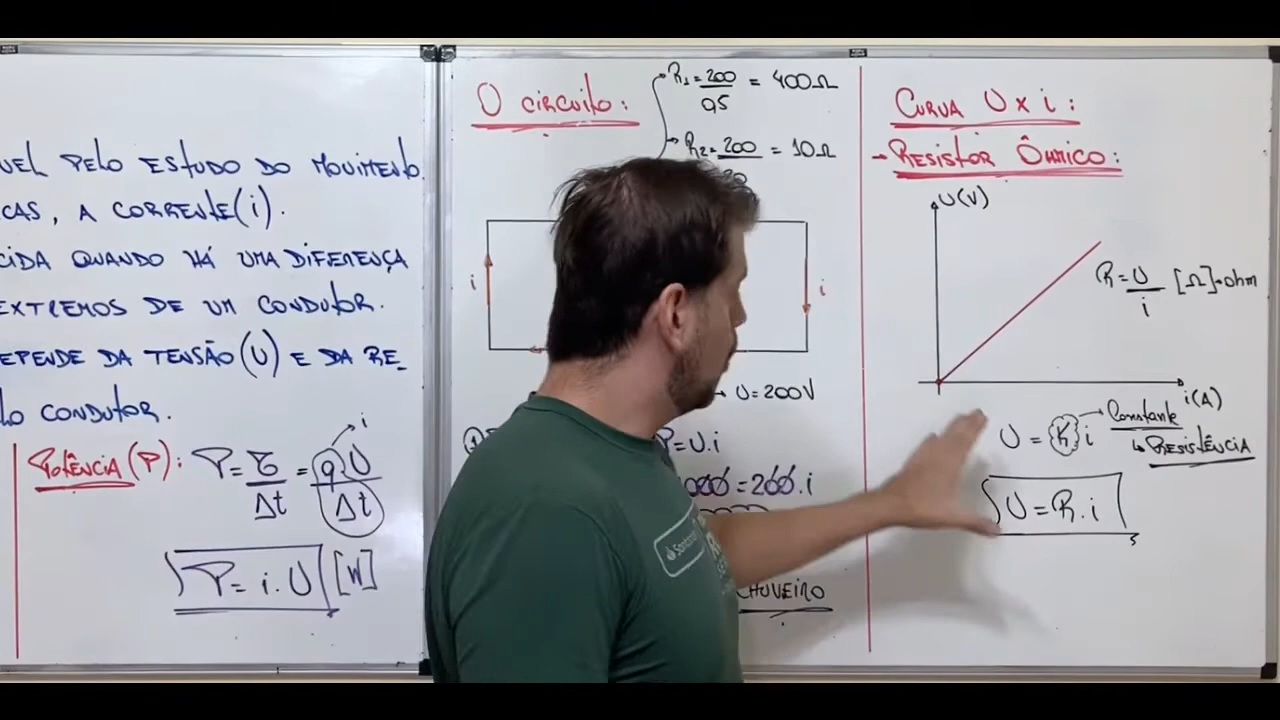 UEL PELO ESTUDO DO MOVIMENTO
CAS, A CORRENTE(i).
CIDA QUANDO HÁ UMA DIFERENÇA
EXTREMOS DE UM CONDUTOR.
EPENDE DA TENSÃO(U) E DA RE_
CONDUTOR.
POTÊNCIA(P): P = ℰ/Δt = q.U/Δt
i
P = i.U [W]
O CIRCUITO:
R1 = 200/0,5 = 400Ω
R2 = 200 = 10Ω
i
i
U = 200V
= U.i
= 200.i
CHUVEIRO
Santander
CURVA U x i:
RESISTOR ÔHMICO:
U(V)
R = U/i [Ω] ohm
i(A)
U = K i
CONSTANTE
RESISTÊNCIA
U = R.i